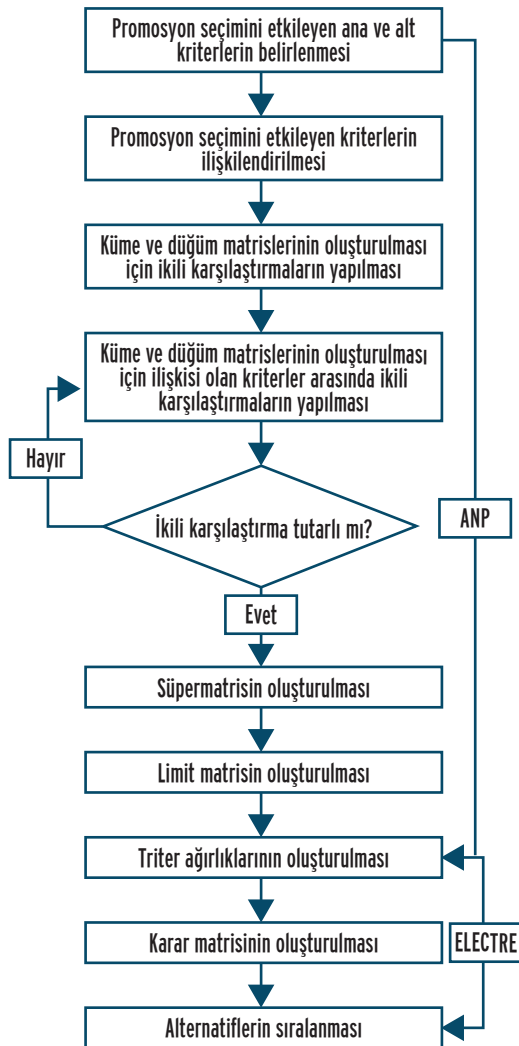 Promosyon seçimini etkileyen ana ve alt
kriterlerin belirlenmesi
Promosyon seçimini etkileyen kriterlerin
ilişkilendirilmesi
Küme ve düğüm matrislerinin oluşturulması
için ikili karşılaştırmaların yapılması
Küme ve düğüm matrislerinin oluşturulması
için ilişkisi olan kriterler arasında ikili
karşılaştırmaların yapılması
Hayır
İkili karşılaştırma tutarlı mı?
ANP
Evet
Süpermatrisin oluşturulması
Limit matrisin oluşturulması
Triter ağırlıklarının oluşturulması
Karar matrisinin oluşturulması
ELECTRE
Alternatiflerin sıralanması